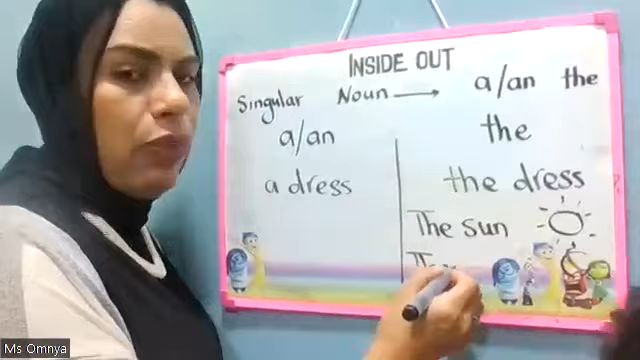 INSIDE OUT
Singular Noun → a/an the
a/an
a dress
the
the dress
The sun
Ms Omnya